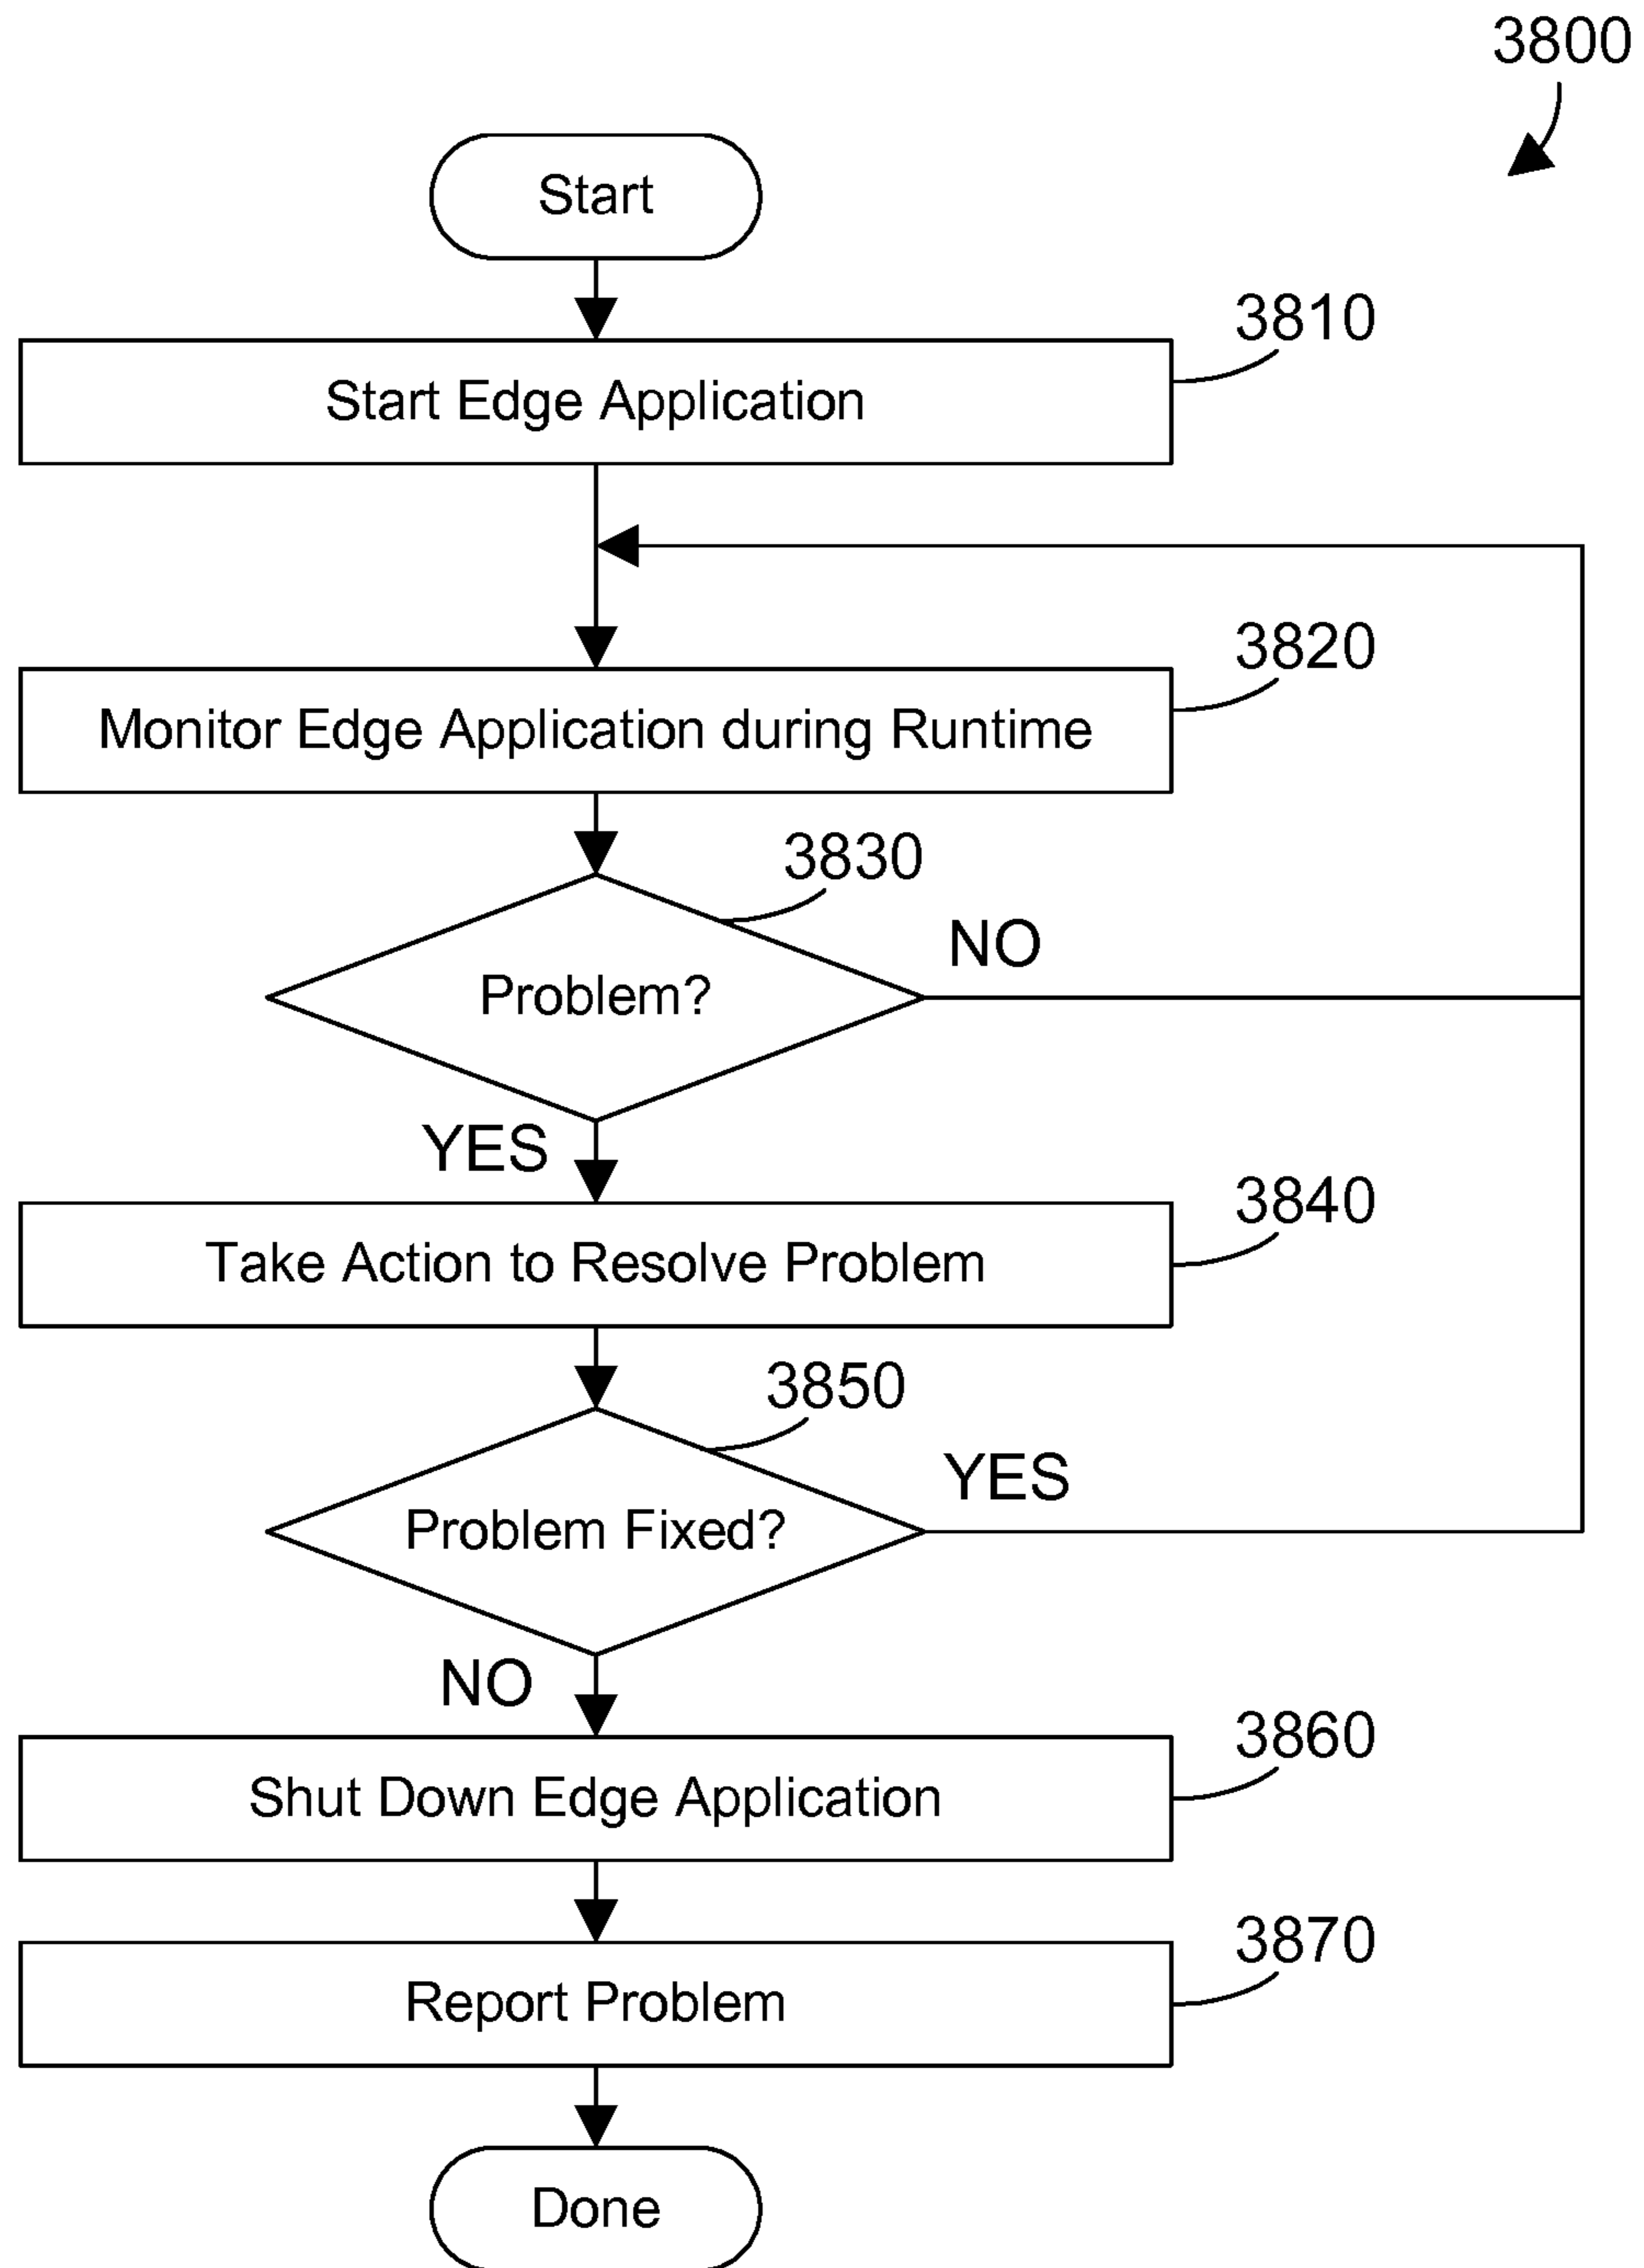 3800
Start
3810
Start Edge Application
3820
Monitor Edge Application during Runtime
3830
NO
Problem?
YES
3840
Take Action to Resolve Problem
3850
YES
Problem Fixed?
NO
3860
Shut Down Edge Application
3870
Report Problem
Done